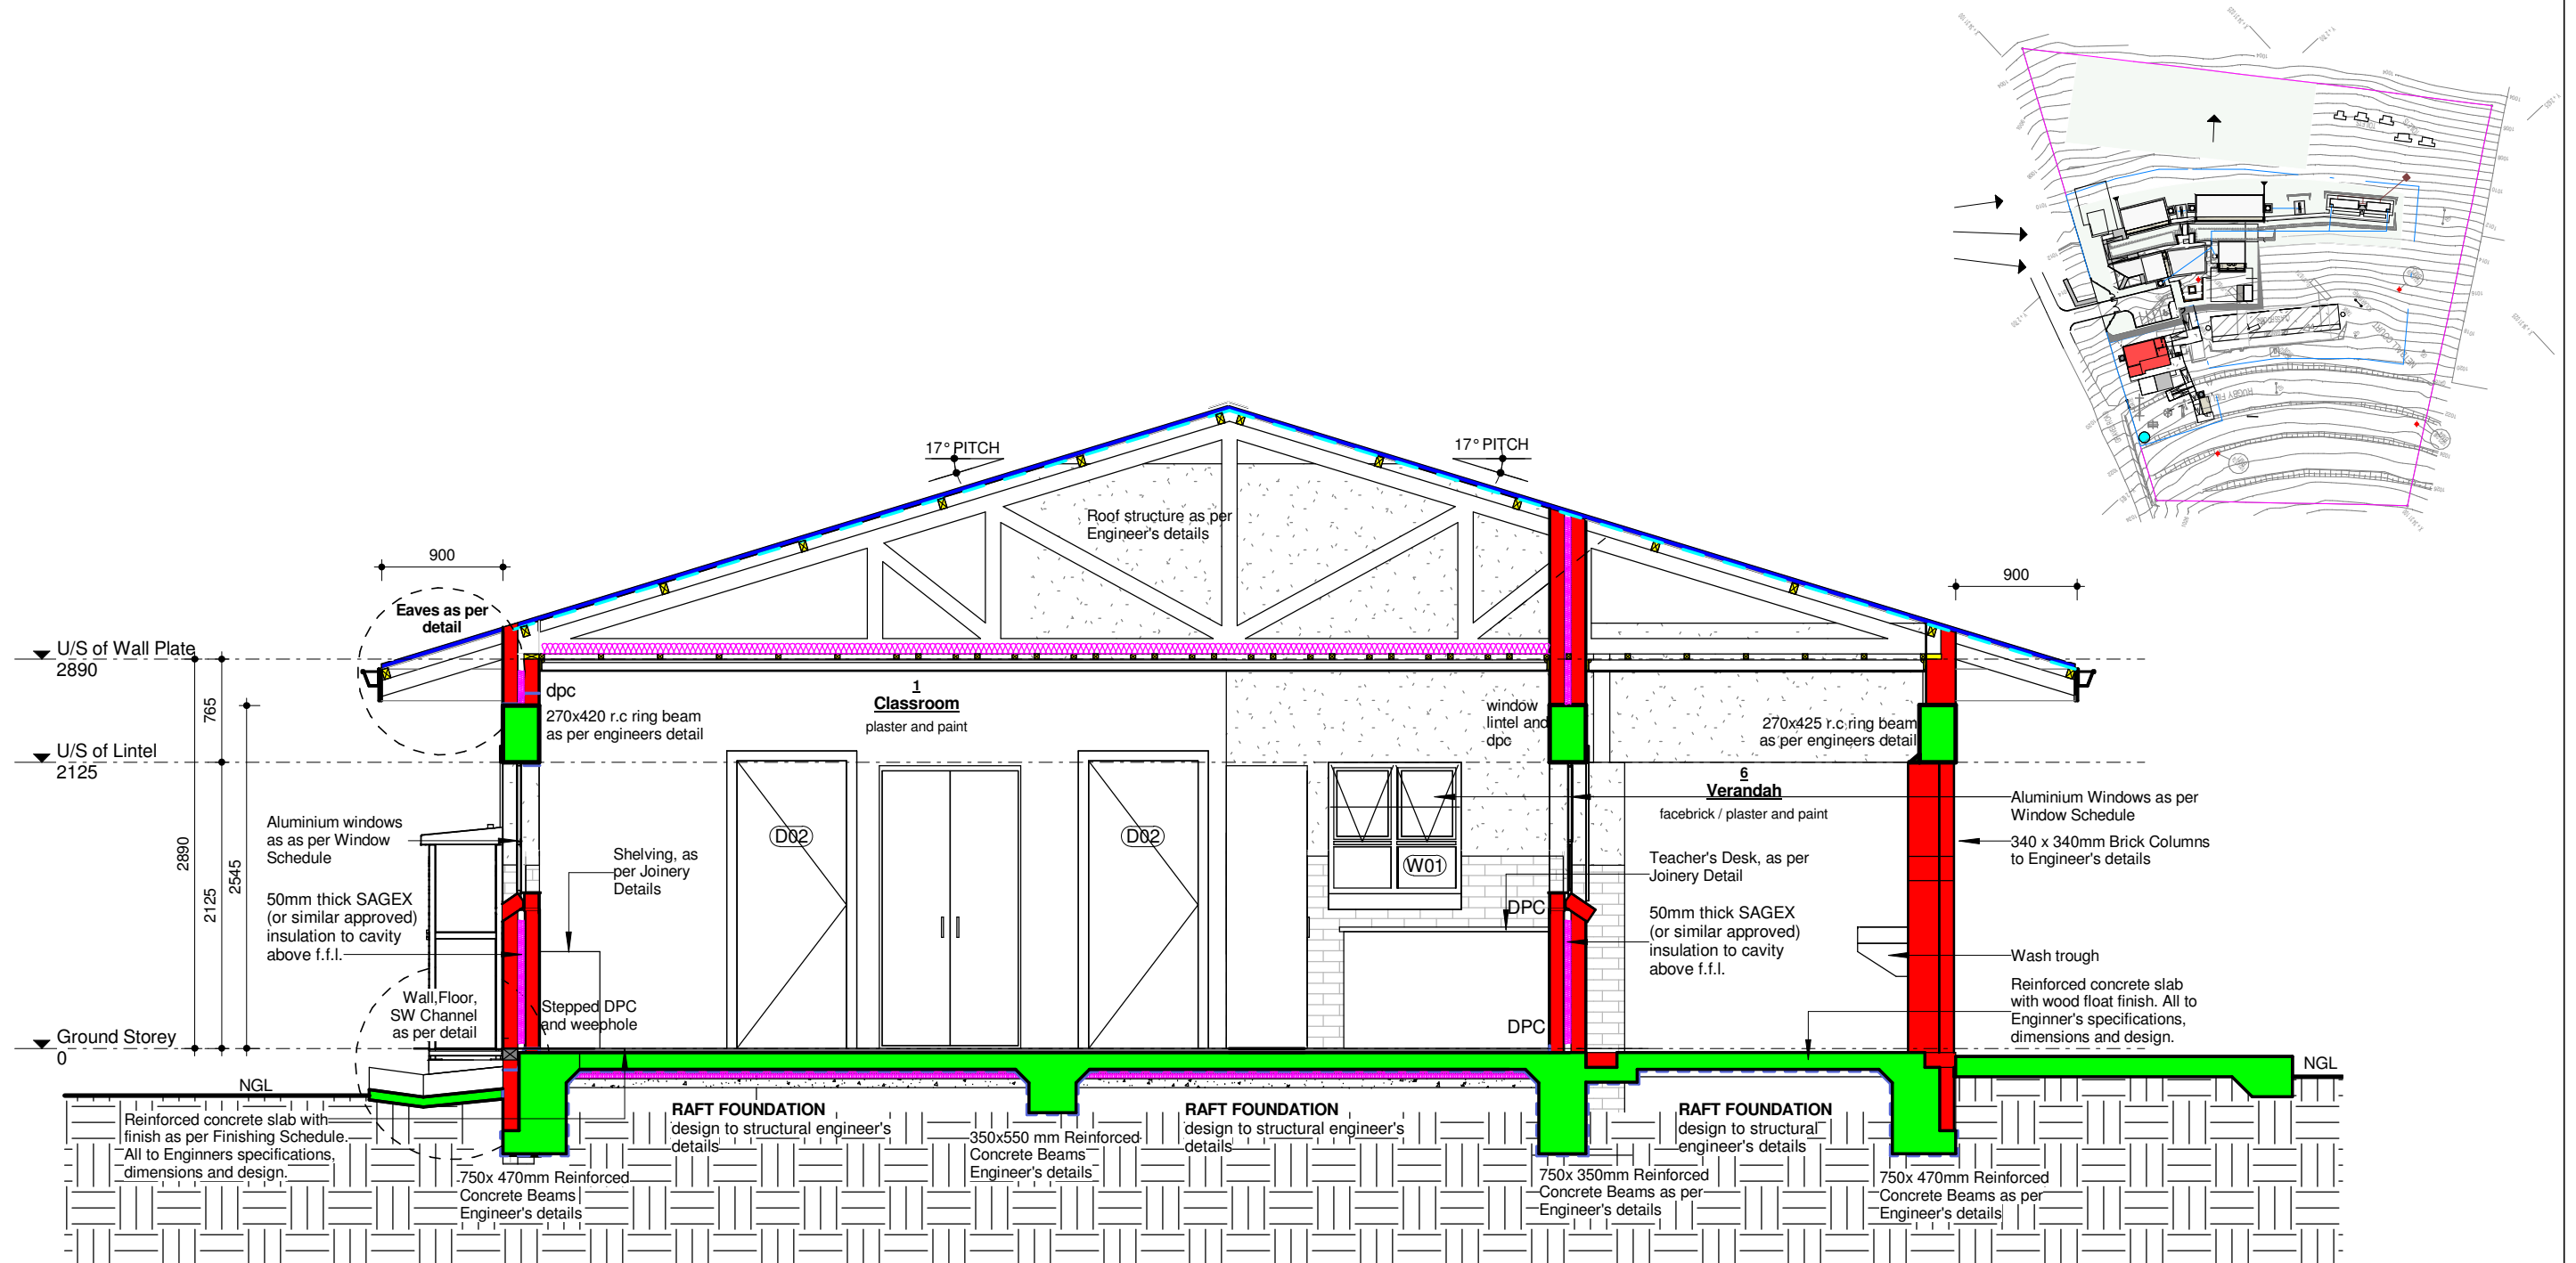 17° PITCH
17° PITCH
Roof structure as per
Engineer's details
900
900
Eaves as per
detail
U/S of Wall Plate
2890
dpc
270x420 r.c ring beam
as per engineers detail
1
Classroom
plaster and paint
window
lintel and
dpc
270x425 r.c ring beam
as per engineers detail
765
U/S of Lintel
2125
2890
2125
2545
6
Verandah
facebrick / plaster and paint
Aluminium windows
as as per Window
Schedule
D02
D02
W01
Shelving, as
per Joinery
Details
Teacher's Desk, as per
Joinery Detail
Aluminium Windows as per
Window Schedule
340 x 340mm Brick Columns
to Engineer's details
50mm thick SAGEX
(or similar approved)
insulation to cavity
above f.f.l.
DPC
50mm thick SAGEX
(or similar approved)
insulation to cavity
above f.f.l.
Wash trough
Wall,Floor,
SW Channel
as per detail
Stepped DPC
and weephole
DPC
Reinforced concrete slab
with wood float finish. All to
Enginner's specifications,
dimensions and design.
Ground Storey
0
NGL
NGL
Reinforced concrete slab with
finish as per Finishing Schedule.
All to Enginners specifications,
dimensions and design.
RAFT FOUNDATION
design to structural engineer's
details
RAFT FOUNDATION
design to structural engineer's
details
RAFT FOUNDATION
design to structural
engineer's details
750x 470mm Reinforced
Concrete Beams
Engineer's details
350x550 mm Reinforced
Concrete Beams
Engineer's details
750x 350mm Reinforced
Concrete Beams as per
Engineer's details
750x 470mm Reinforced
Concrete Beams as per
Engineer's details